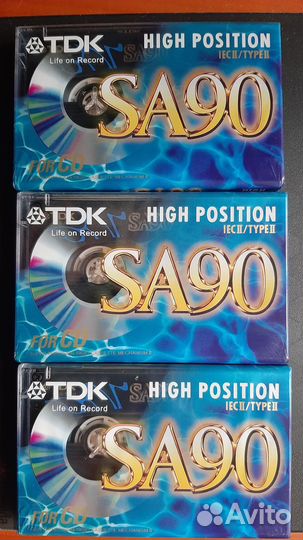 TDK HIGH POSITION
Life on Record IECII/TYPEII
SA90
FOR CD
TDK HIGH POSITION
Life on Record IECII/TYPEII
SA90
FOR CD
TDK HIGH POSITION
Life on Record IECII/TYPEII
SA90
FOR CD
Avito